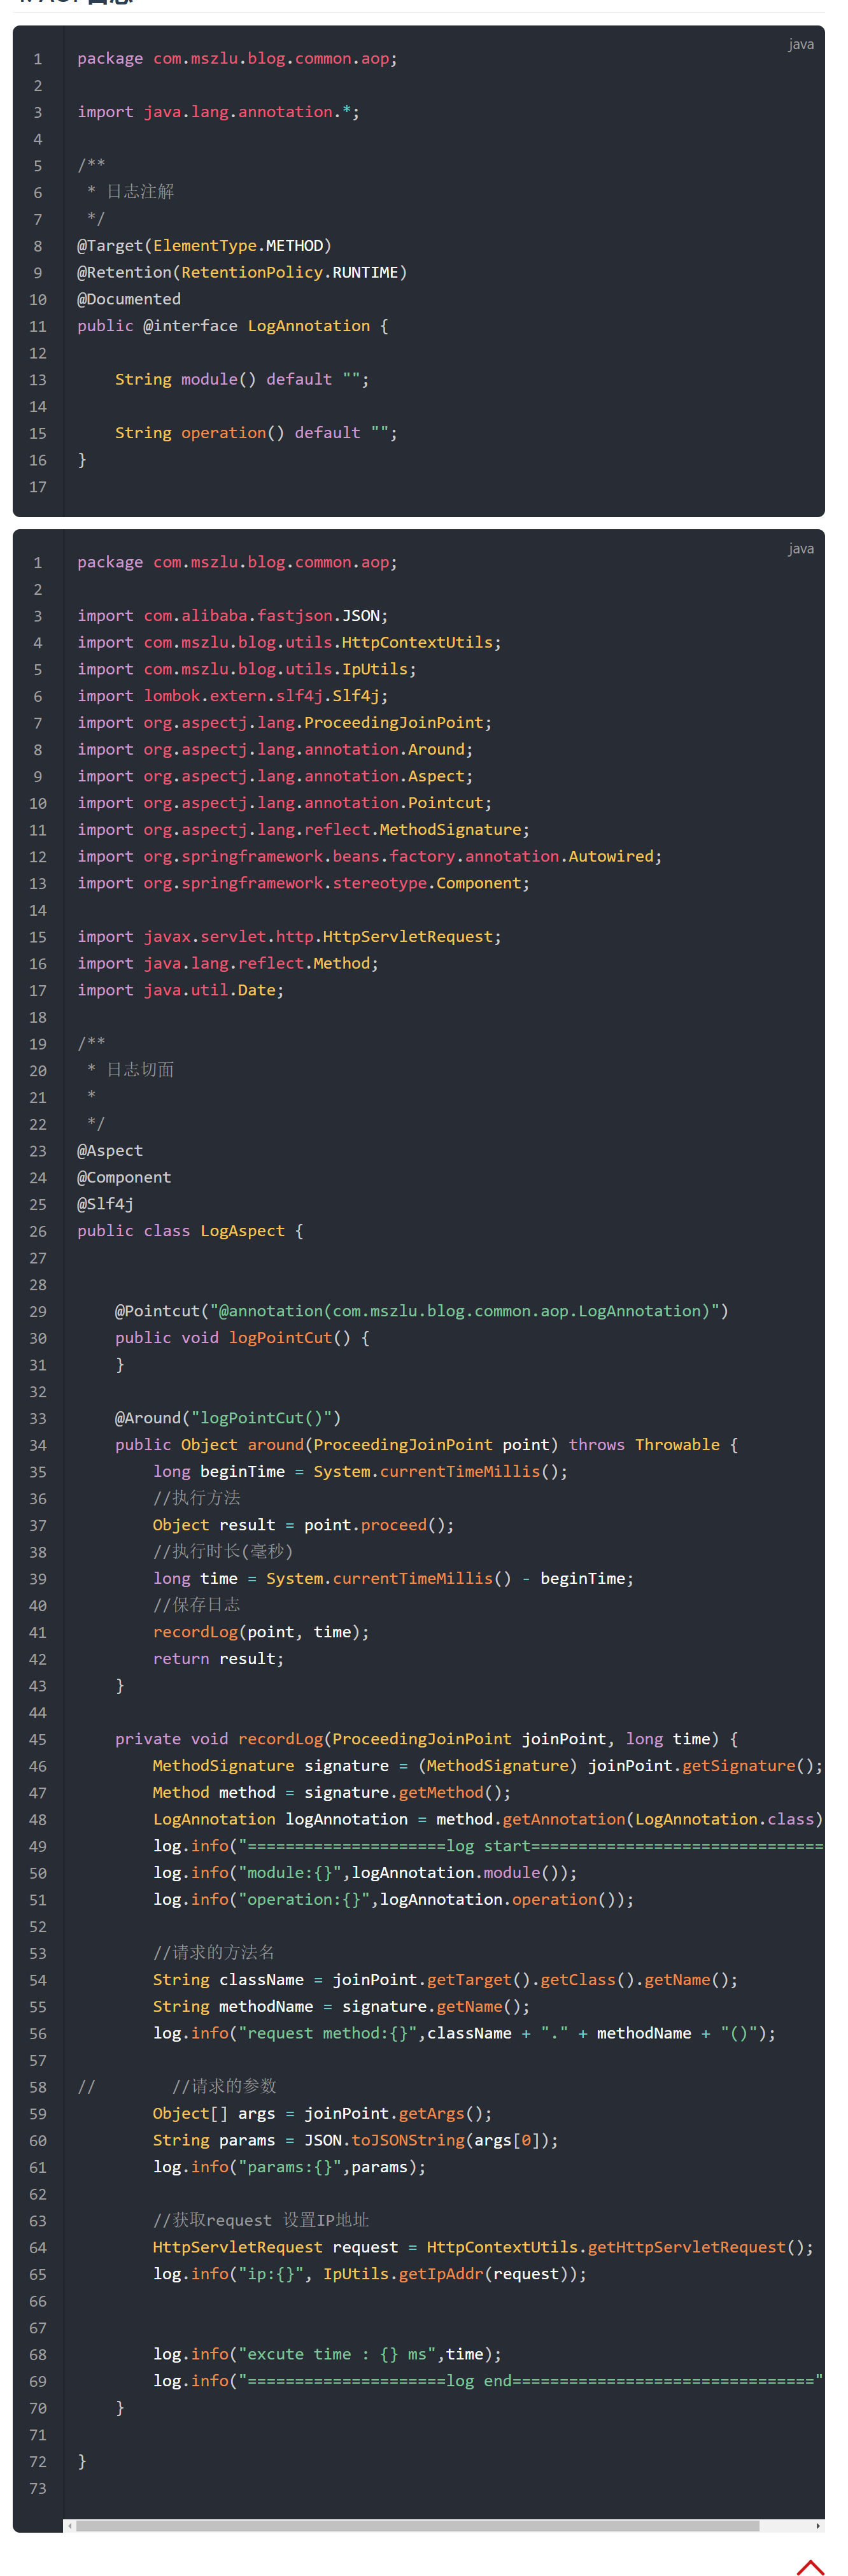 java
1 package com.mszlu.blog.common.aop;
2
3 import java.lang.annotation.*;
4
5 /**
6  * 日志注解
7  */
8 @Target(ElementType.METHOD)
9 @Retention(RetentionPolicy.RUNTIME)
10 @Documented
11 public @interface LogAnnotation {
12
13     String module() default "";
14
15     String operation() default "";
16 }
17
java
1 package com.mszlu.blog.common.aop;
2
3 import com.alibaba.fastjson.JSON;
4 import com.mszlu.blog.utils.HttpContextUtils;
5 import com.mszlu.blog.utils.IpUtils;
6 import lombok.extern.slf4j.Slf4j;
7 import org.aspectj.lang.ProceedingJoinPoint;
8 import org.aspectj.lang.annotation.Around;
9 import org.aspectj.lang.annotation.Aspect;
10 import org.aspectj.lang.annotation.Pointcut;
11 import org.aspectj.lang.reflect.MethodSignature;
12 import org.springframework.beans.factory.annotation.Autowired;
13 import org.springframework.stereotype.Component;
14
15 import javax.servlet.http.HttpServletRequest;
16 import java.lang.reflect.Method;
17 import java.util.Date;
18
19 /**
20  * 日志切面
21  *
22  */
23 @Aspect
24 @Component
25 @Slf4j
26 public class LogAspect {
27
28
29     @Pointcut("@annotation(com.mszlu.blog.common.aop.LogAnnotation)")
30     public void logPointCut() {
31     }
32
33     @Around("logPointCut()")
34     public Object around(ProceedingJoinPoint point) throws Throwable {
35         long beginTime = System.currentTimeMillis();
36         //执行方法
37         Object result = point.proceed();
38         //执行时长(毫秒)
39         long time = System.currentTimeMillis() - beginTime;
40         //保存日志
41         recordLog(point, time);
42         return result;
43     }
44
45     private void recordLog(ProceedingJoinPoint joinPoint, long time) {
46         MethodSignature signature = (MethodSignature) joinPoint.getSignature();
47         Method method = signature.getMethod();
48         LogAnnotation logAnnotation = method.getAnnotation(LogAnnotation.class)
49         log.info("=====================log start===============================
50         log.info("module:{}",logAnnotation.module());
51         log.info("operation:{}",logAnnotation.operation());
52
53         //请求的方法名
54         String className = joinPoint.getTarget().getClass().getName();
55         String methodName = signature.getName();
56         log.info("request method:{}",className + "." + methodName + "()");
57
58 //        //请求的参数
59         Object[] args = joinPoint.getArgs();
60         String params = JSON.toJSONString(args[0]);
61         log.info("params:{}",params);
62
63         //获取request 设置IP地址
64         HttpServletRequest request = HttpContextUtils.getHttpServletRequest();
65         log.info("ip:{}", IpUtils.getIpAddr(request));
66
67
68         log.info("excute time : {} ms",time);
69         log.info("=====================log end================================"
70     }
71
72 }
73